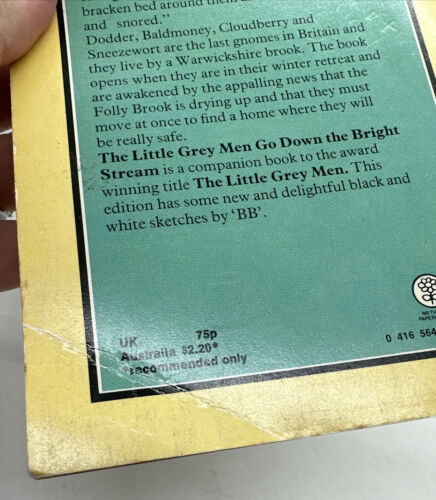 bracken bed around them
and snored."
Dodder, Baldmoney, Cloudberry and
Sneezewort are the last gnomes in Britain and
they live by a Warwickshire brook. The book
opens when they are in their winter retreat and
are awakened by the appalling news that the
Folly Brook is drying up and that they must
move at once to find a home where they will
be really safe.
The Little Grey Men Go Down the Bright
Stream is a companion book to the award
winning title The Little Grey Men. This
edition has some new and delightful black and
white sketches by 'BB'.
UK 75p
Australia $2.20*
*recommended only
0 416 564